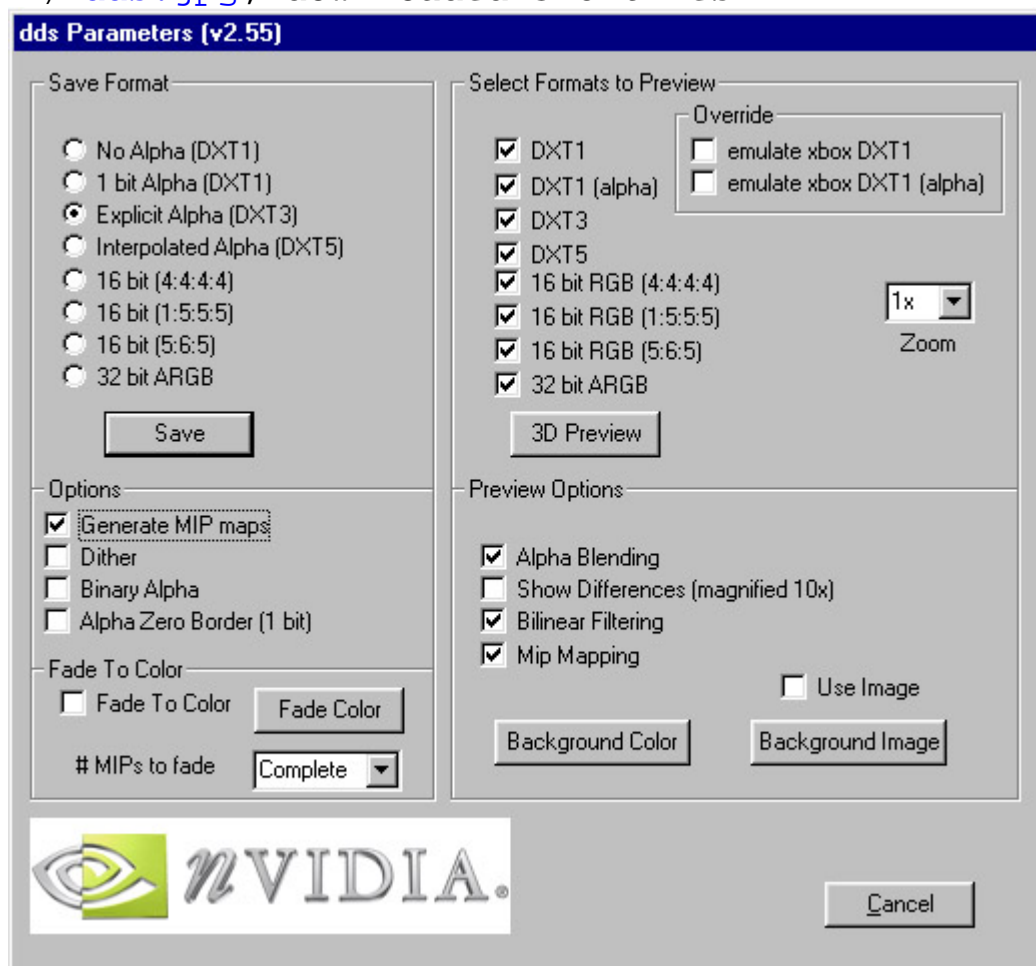 dds Parameters (v2.55)
Save Format
No Alpha (DXT1)
1 bit Alpha (DXT1)
Explicit Alpha (DXT3)
Interpolated Alpha (DXT5)
16 bit (4:4:4:4)
16 bit (1:5:5:5)
16 bit (5:6:5)
32 bit ARGB
Save
Options
Generate MIP maps
Dither
Binary Alpha
Alpha Zero Border (1 bit)
Fade To Color
Fade To Color
Fade Color
# MIPs to fade
Complete
Select Formats to Preview
Override
emulate xbox DXT1
emulate xbox DXT1 (alpha)
DXT1
DXT1 (alpha)
DXT3
DXT5
16 bit RGB (4:4:4:4)
16 bit RGB (1:5:5:5)
16 bit RGB (5:6:5)
32 bit ARGB
1x
Zoom
3D Preview
Preview Options
Alpha Blending
Show Differences (magnified 10x)
Bilinear Filtering
Mip Mapping
Use Image
Background Color
Background Image
nVIDIA.
Cancel